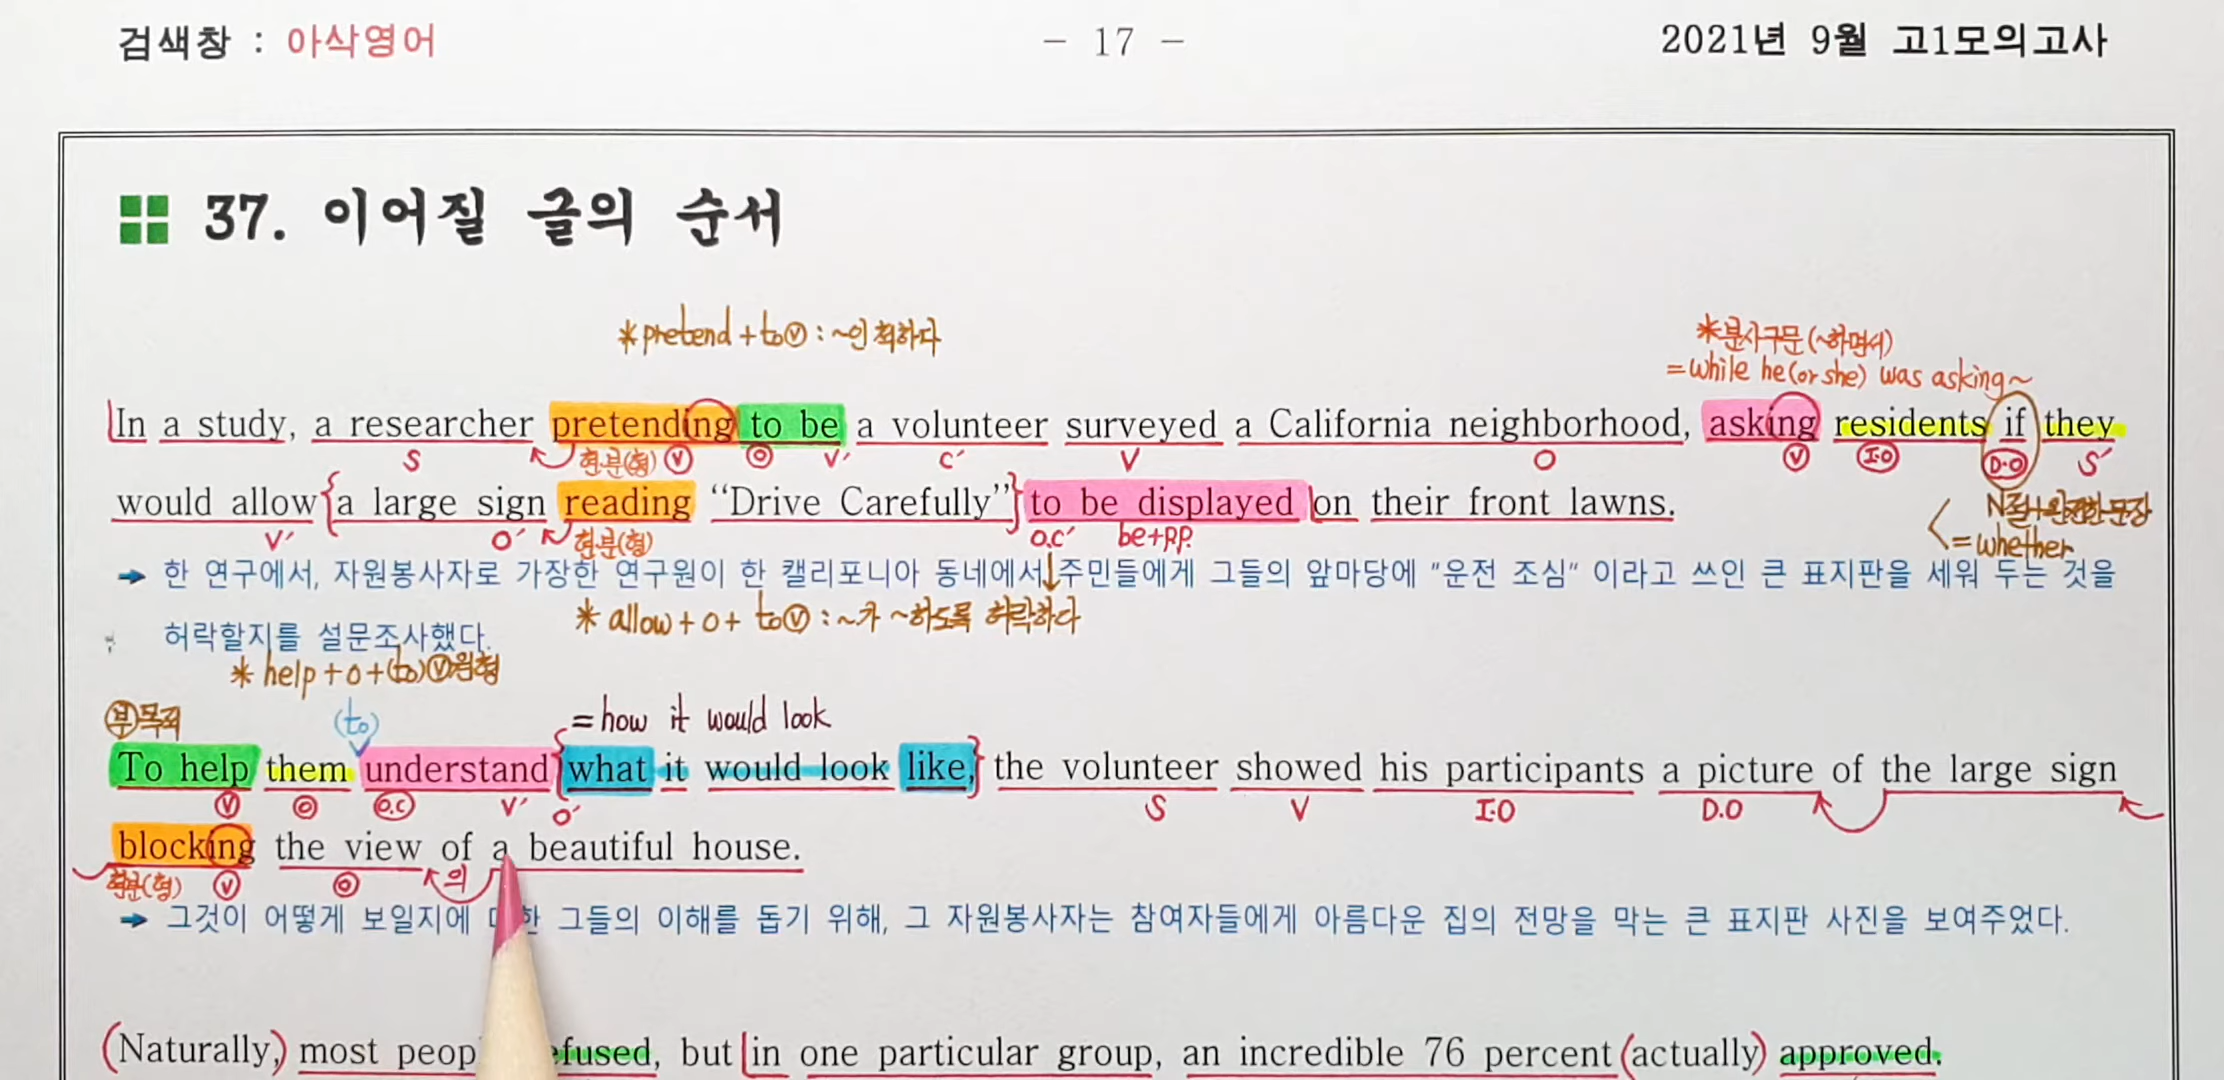 검색창 : 아삭영어
- 17 -
2021년 9월 고1모의고사
37. 이어질 글의 순서
*pretend+toⓥ:~인 척하다
*분사구문(~하면서)
=while he(or she) was asking~
In a study, a researcher pretending to be a volunteer surveyed a California neighborhood, asking residents if they
S 현.분(형) ⓥ ⓞ V' C' V O ⓥ I·O D·O S'
would allow {a large sign reading “Drive Carefully”} to be displayed on their front lawns.
N절+완전한문장
V' O' 현.분(형) O.C' be+P.P.
=whether
➡ 한 연구에서, 자원봉사자로 가장한 연구원이 한 캘리포니아 동네에서 주민들에게 그들의 앞마당에 "운전 조심" 이라고 쓰인 큰 표지판을 세워 두는 것을
* allow+O+toⓥ:~가 ~하도록 허락하다
허락할지를 설문조사했다.
* help+O+(to)ⓥ원형
부 목적
(to)
=how it would look
To help them understand {what it would look like,} the volunteer showed his participants a picture of the large sign
ⓥ ⓞ O.C V' O' S V I·O D.O
blocking the view of a beautiful house.
현분(형) ⓥ ⓞ 의
➡ 그것이 어떻게 보일지에 한 그들의 이해를 돕기 위해, 그 자원봉사자는 참여자들에게 아름다운 집의 전망을 막는 큰 표지판 사진을 보여주었다.
(Naturally,) most peop efused, but in one particular group, an incredible 76 percent (actually) approved.